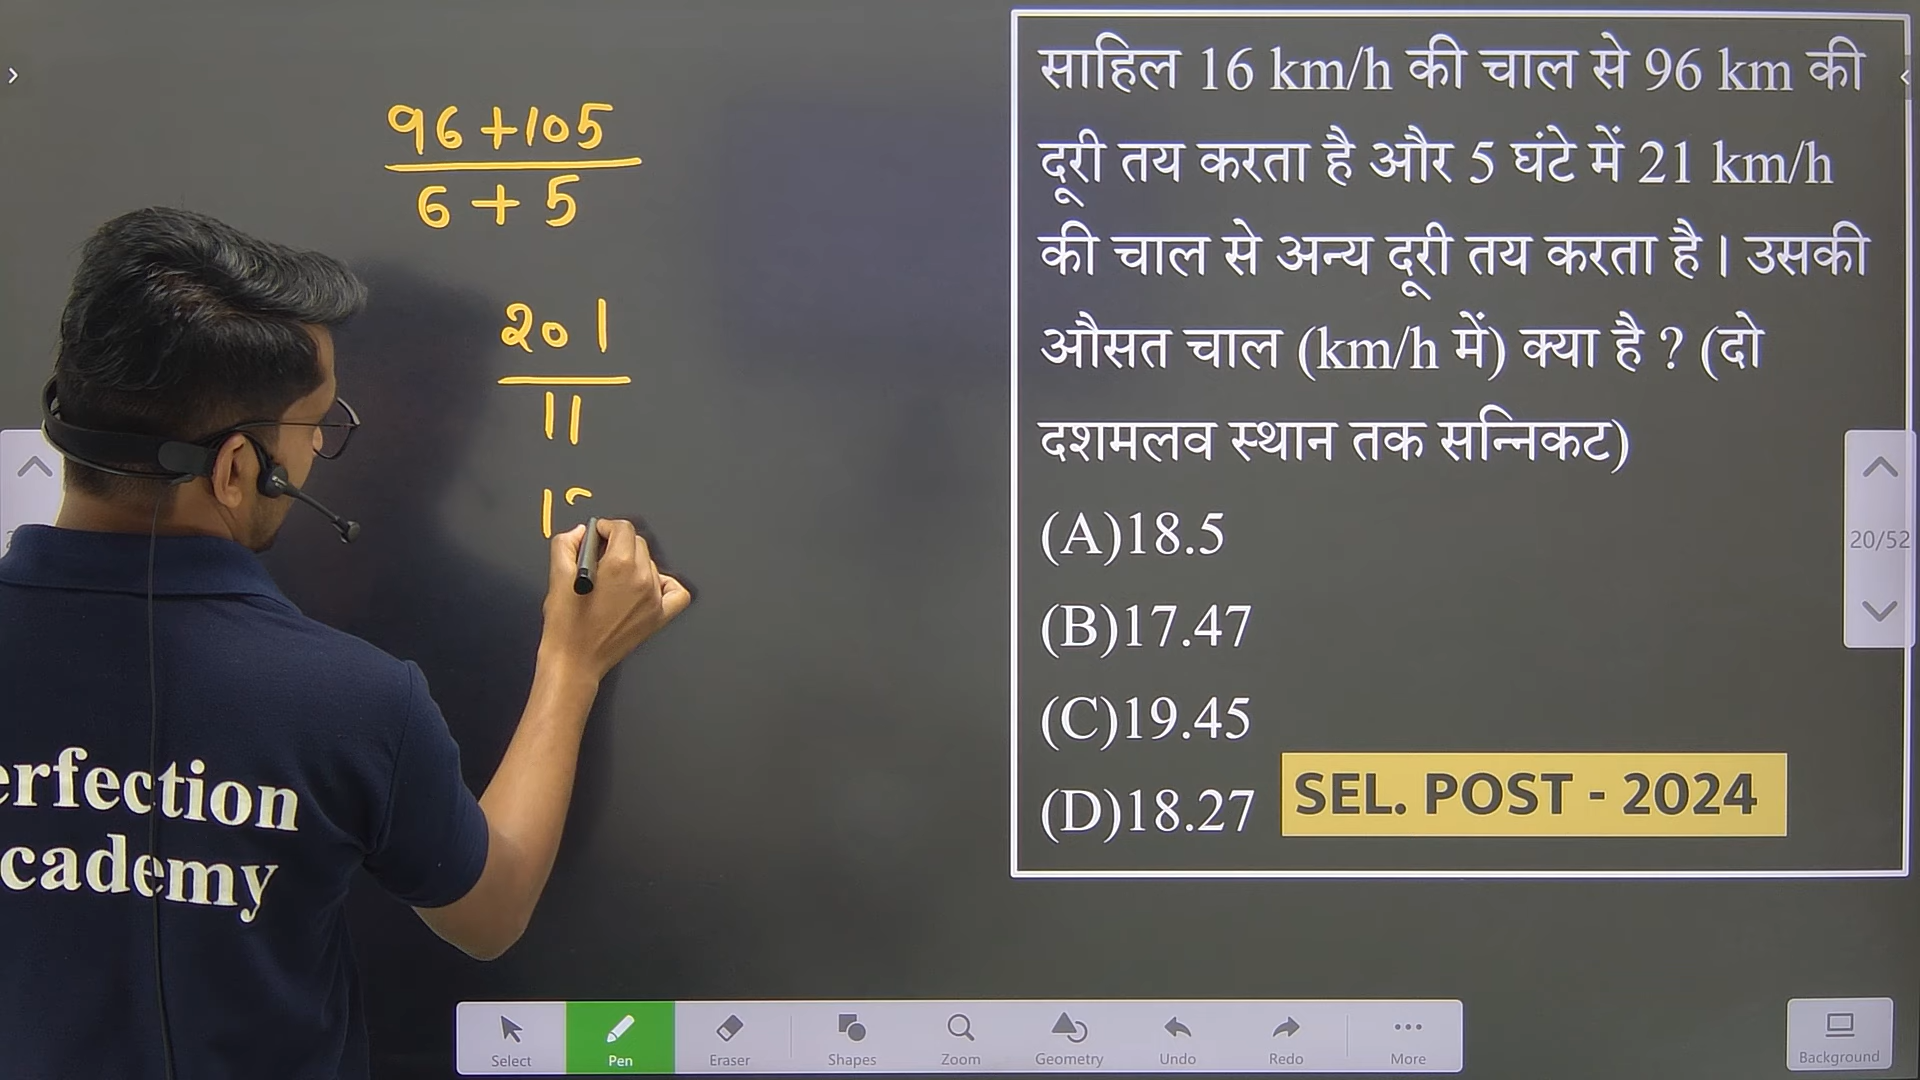 96+105
6+5
201
11
साहिल 16 km/h की चाल से 96 km की
दूरी तय करता है और 5 घंटे में 21 km/h
की चाल से अन्य दूरी तय करता है। उसकी
औसत चाल (km/h में) क्या है ? (दो
दशमलव स्थान तक सन्निकट)
(A)18.5
(B)17.47
(C)19.45
(D)18.27
SEL. POST - 2024
20/52
erfection
cademy
Select
Pen
Eraser
Shapes
Zoom
Geometry
Undo
Redo
More
Background